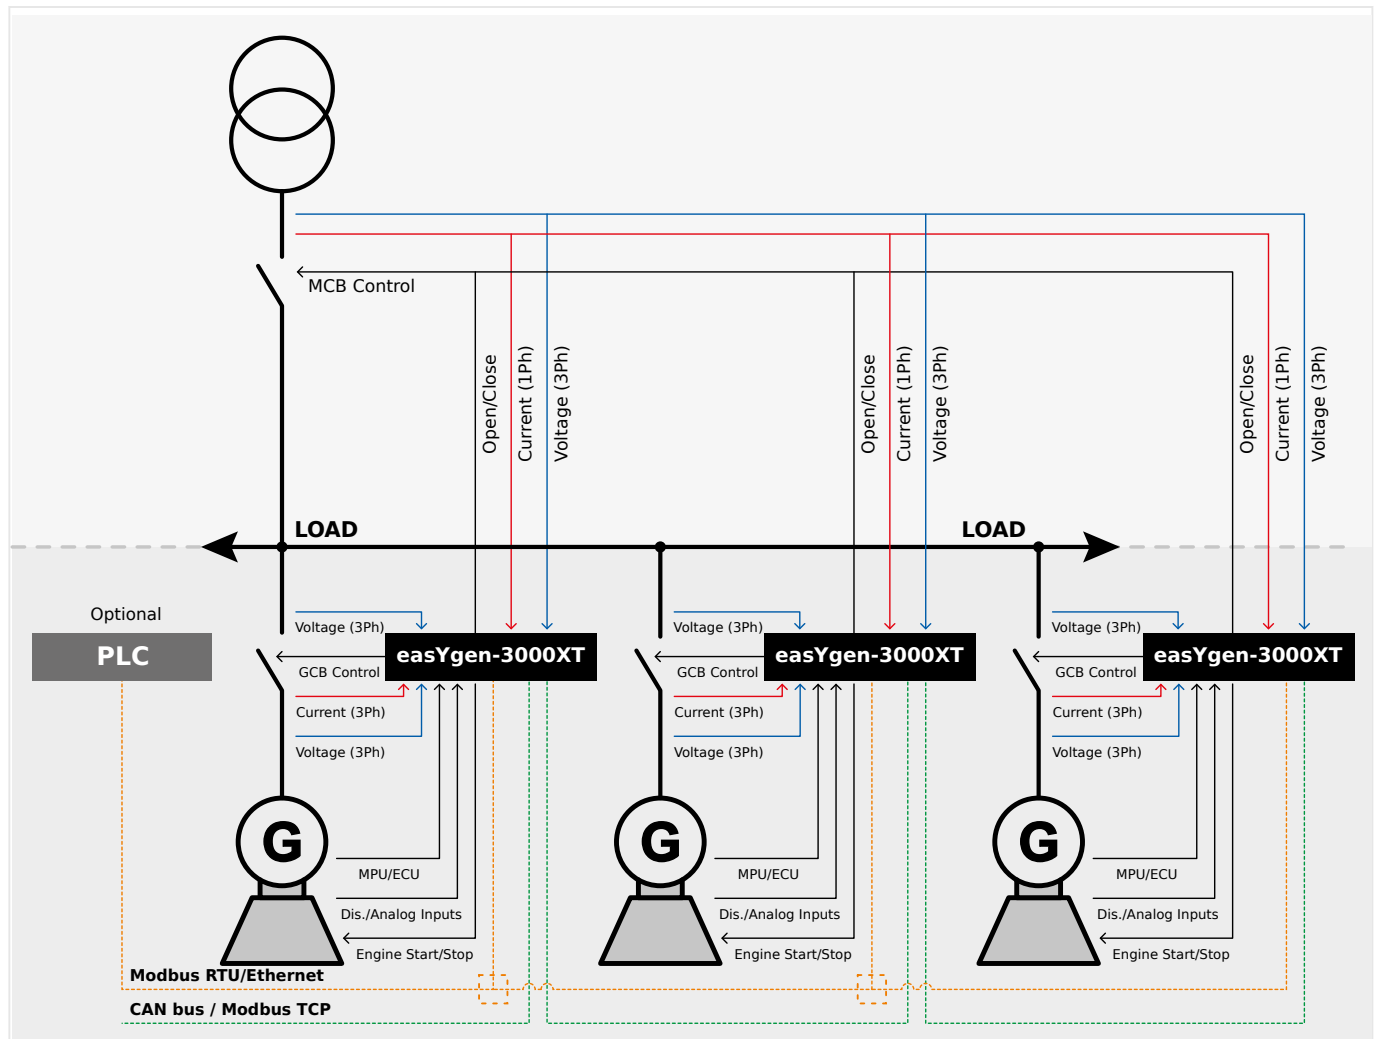 MCB Control
Open/Close
Current (1Ph)
Voltage (3Ph)
Open/Close
Current (1Ph)
Voltage (3Ph)
Open/Close
Current (1Ph)
Voltage (3Ph)
LOAD
LOAD
Optional
PLC
Voltage (3Ph)
easYgen-3000XT
GCB Control
Current (3Ph)
Voltage (3Ph)
G
MPU/ECU
Dis./Analog Inputs
Engine Start/Stop
Voltage (3Ph)
easYgen-3000XT
GCB Control
Current (3Ph)
Voltage (3Ph)
G
MPU/ECU
Dis./Analog Inputs
Engine Start/Stop
Voltage (3Ph)
easYgen-3000XT
GCB Control
Current (3Ph)
Voltage (3Ph)
G
MPU/ECU
Dis./Analog Inputs
Engine Start/Stop
Modbus RTU/Ethernet
CAN bus / Modbus TCP